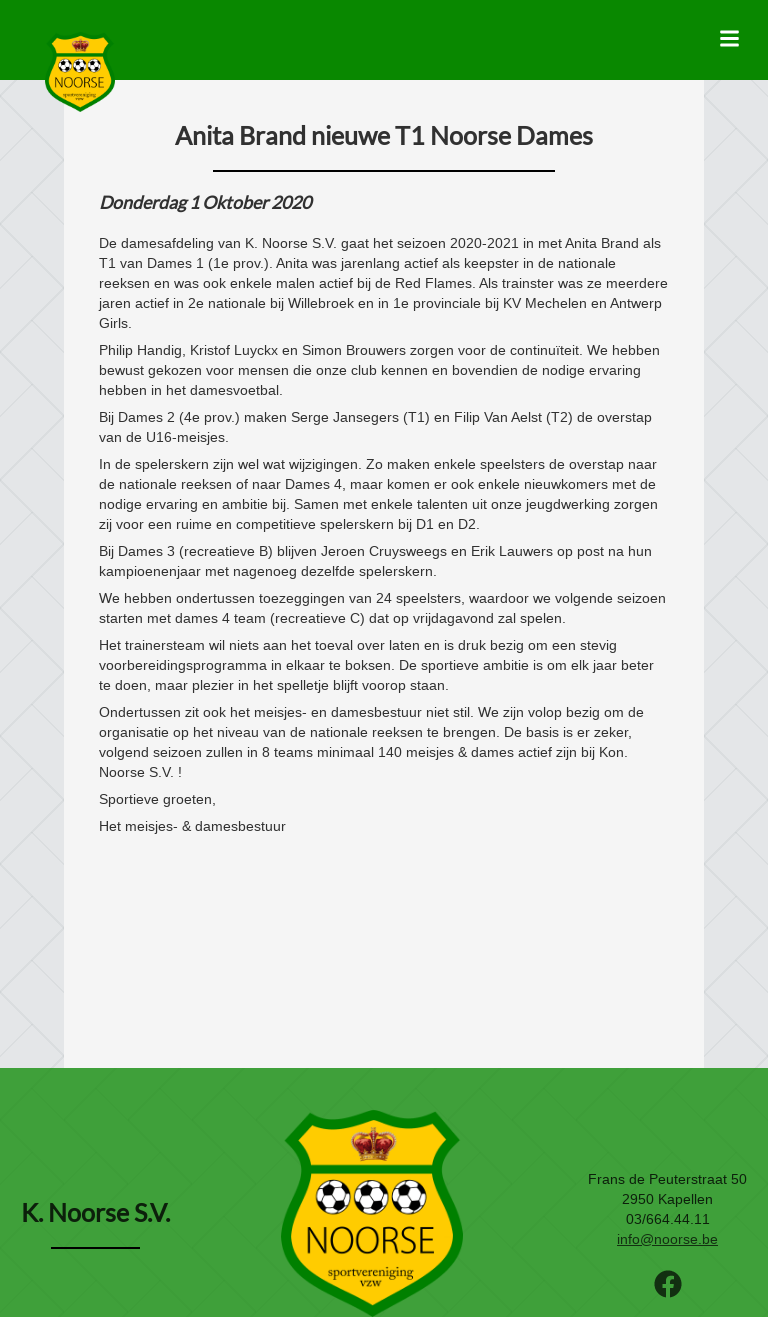 NOORSE
sportvereniging
vzw
Anita Brand nieuwe T1 Noorse Dames
Donderdag 1 Oktober 2020
De damesafdeling van K. Noorse S.V. gaat het seizoen 2020-2021 in met Anita Brand als
T1 van Dames 1 (1e prov.). Anita was jarenlang actief als keepster in de nationale
reeksen en was ook enkele malen actief bij de Red Flames. Als trainster was ze meerdere
jaren actief in 2e nationale bij Willebroek en in 1e provinciale bij KV Mechelen en Antwerp
Girls.
Philip Handig, Kristof Luyckx en Simon Brouwers zorgen voor de continuïteit. We hebben
bewust gekozen voor mensen die onze club kennen en bovendien de nodige ervaring
hebben in het damesvoetbal.
Bij Dames 2 (4e prov.) maken Serge Jansegers (T1) en Filip Van Aelst (T2) de overstap
van de U16-meisjes.
In de spelerskern zijn wel wat wijzigingen. Zo maken enkele speelsters de overstap naar
de nationale reeksen of naar Dames 4, maar komen er ook enkele nieuwkomers met de
nodige ervaring en ambitie bij. Samen met enkele talenten uit onze jeugdwerking zorgen
zij voor een ruime en competitieve spelerskern bij D1 en D2.
Bij Dames 3 (recreatieve B) blijven Jeroen Cruysweegs en Erik Lauwers op post na hun
kampioenenjaar met nagenoeg dezelfde spelerskern.
We hebben ondertussen toezeggingen van 24 speelsters, waardoor we volgende seizoen
starten met dames 4 team (recreatieve C) dat op vrijdagavond zal spelen.
Het trainersteam wil niets aan het toeval over laten en is druk bezig om een stevig
voorbereidingsprogramma in elkaar te boksen. De sportieve ambitie is om elk jaar beter
te doen, maar plezier in het spelletje blijft voorop staan.
Ondertussen zit ook het meisjes- en damesbestuur niet stil. We zijn volop bezig om de
organisatie op het niveau van de nationale reeksen te brengen. De basis is er zeker,
volgend seizoen zullen in 8 teams minimaal 140 meisjes & dames actief zijn bij Kon.
Noorse S.V. !
Sportieve groeten,
Het meisjes- & damesbestuur
K. Noorse S.V.
NOORSE
sportvereniging
vzw
Frans de Peuterstraat 50
2950 Kapellen
03/664.44.11
info@noorse.be